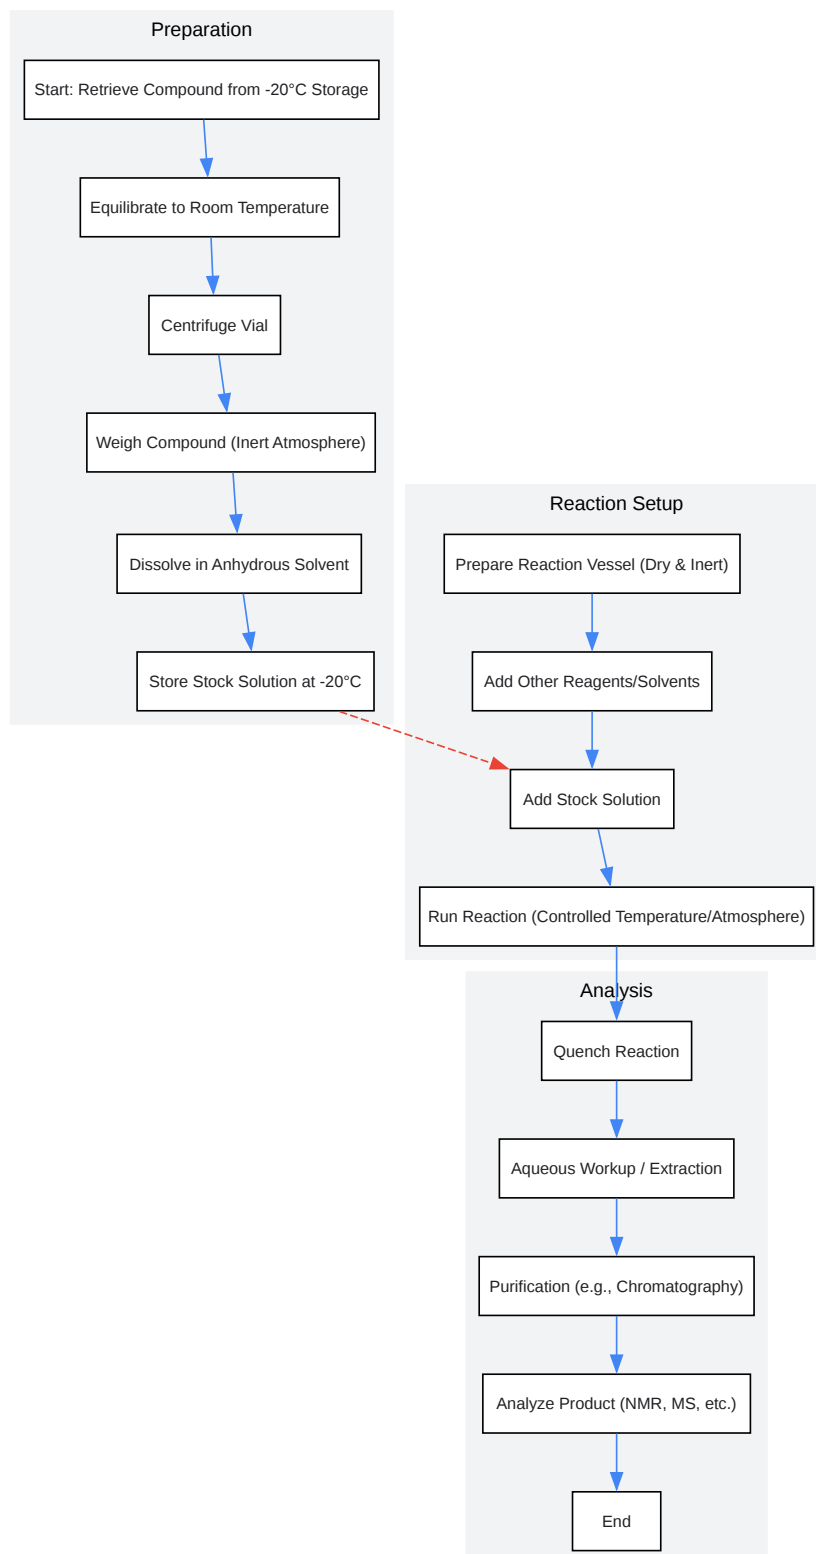 Preparation
Start: Retrieve Compound from -20°C Storage
Equilibrate to Room Temperature
Centrifuge Vial
Weigh Compound (Inert Atmosphere)
Dissolve in Anhydrous Solvent
Store Stock Solution at -20°C
Reaction Setup
Prepare Reaction Vessel (Dry & Inert)
Add Other Reagents/Solvents
Add Stock Solution
Run Reaction (Controlled Temperature/Atmosphere)
Analysis
Quench Reaction
Aqueous Workup / Extraction
Purification (e.g., Chromatography)
Analyze Product (NMR, MS, etc.)
End